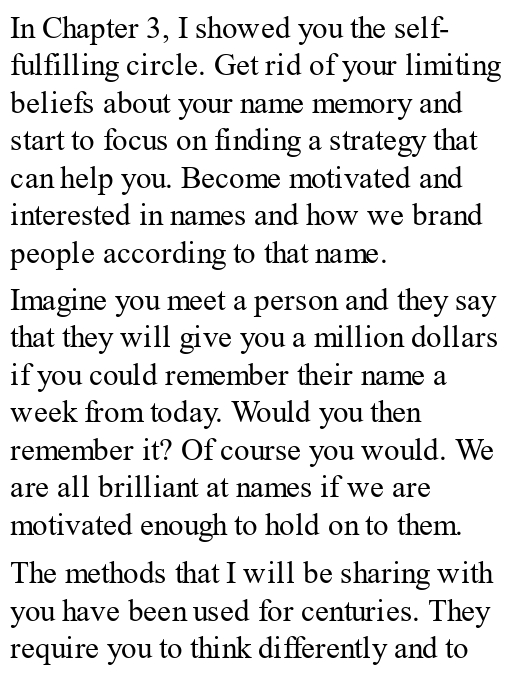 In Chapter 3, I showed you the self-
fulfilling circle. Get rid of your limiting
beliefs about your name memory and
start to focus on finding a strategy that
can help you. Become motivated and
interested in names and how we brand
people according to that name.
Imagine you meet a person and they say
that they will give you a million dollars
if you could remember their name a
week from today. Would you then
remember it? Of course you would. We
are all brilliant at names if we are
motivated enough to hold on to them.
The methods that I will be sharing with
you have been used for centuries. They
require you to think differently and to